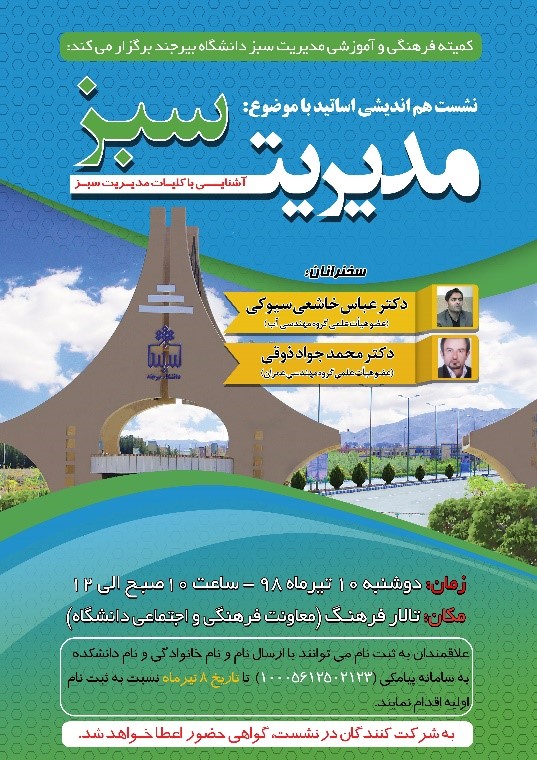 کمیته فرهنگی و آموزشی مدیریت سبز دانشگاه بیرجند برگزار می کند:
نشست هم اندیشی اساتید با موضوع:
مدیریت سبز
آشنایی با کلیات مدیریت سبز
سخنرانان:
دکتر عباس خاشعی سیوکی
(عضو هیأت علمی گروه مهندسی آب)
دکتر محمد جواد ذوقی
(عضو هیأت علمی گروه مهندسی عمران)
زمان: دوشنبه ۱۰ تیرماه ۹۸ - ساعت ۱۰ صبح الی ۱۲
مکان: تالار فرهنگ (معاونت فرهنگی و اجتماعی دانشگاه)
علاقمندان به ثبت نام می توانند با ارسال نام و نام خانوادگی و نام دانشکده
به سامانه پیامکی (۱۰۰۰۵۶۱۲۵۰۲۱۲۳) تا تاریخ ۸ تیرماه نسبت به ثبت نام
اولیه اقدام نمایند.
به شرکت کنندگان در نشست، گواهی حضور اعطا خواهد شد.